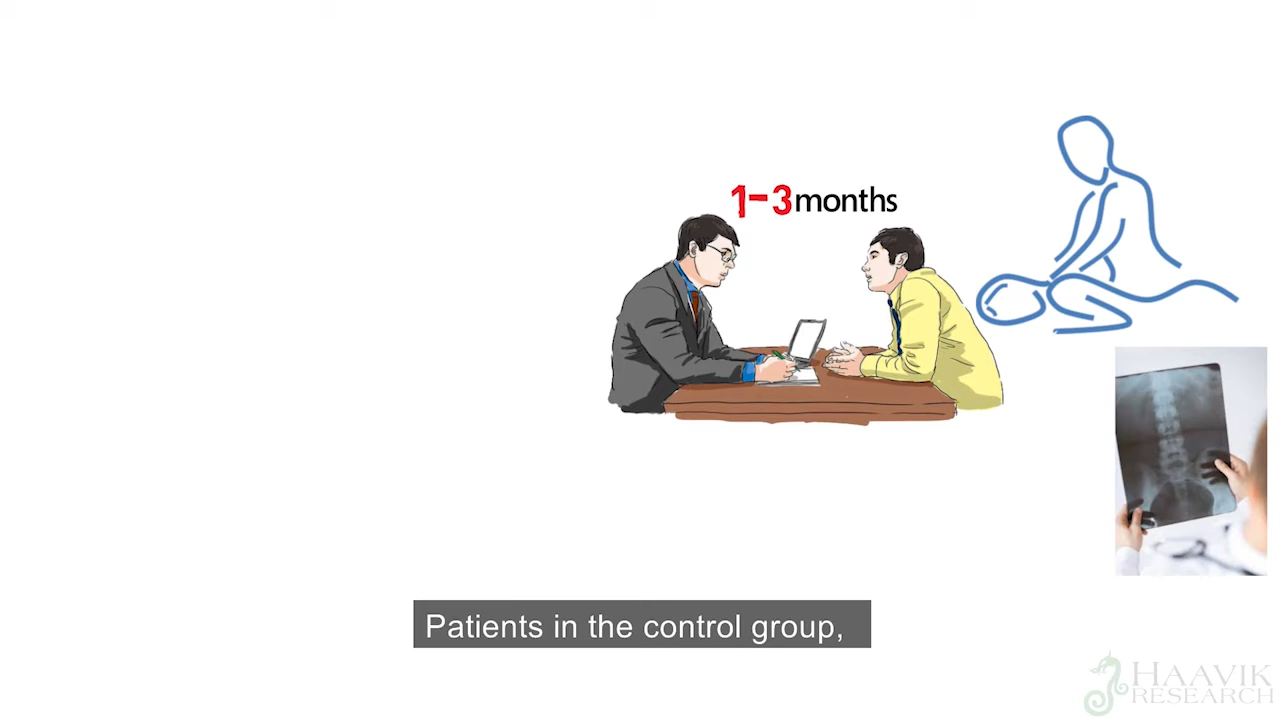 1-3 months
Patients in the control group,
HAAVIK
RESEARCH